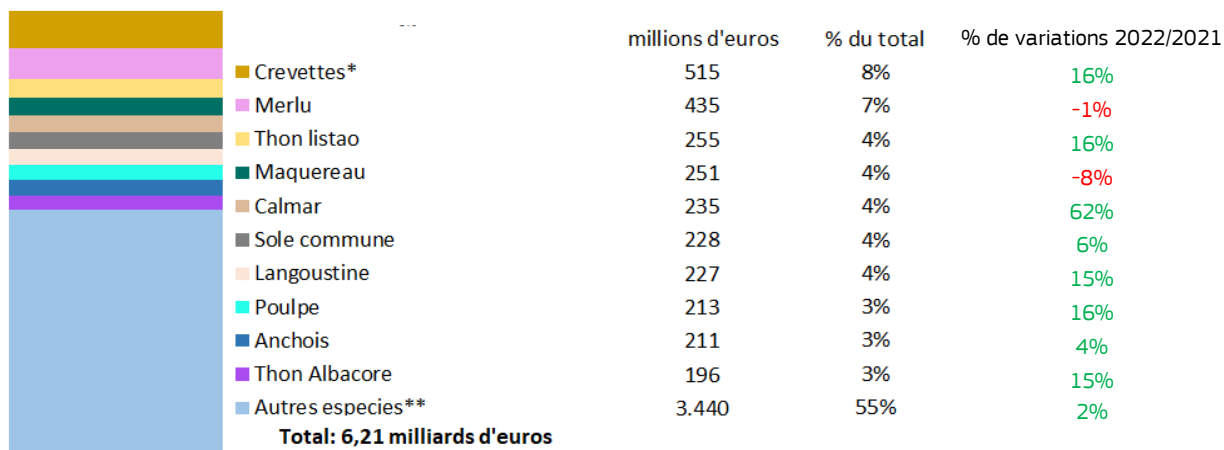 millions d'euros % du total % de variations 2022/2021
Crevettes* 515 8% 16%
Merlu 435 7% -1%
Thon listao 255 4% 16%
Maquereau 251 4% -8%
Calmar 235 4% 62%
Sole commune 228 4% 6%
Langoustine 227 4% 15%
Poulpe 213 3% 16%
Anchois 211 3% 4%
Thon Albacore 196 3% 15%
Autres especies** 3.440 55% 2%
Total: 6,21 milliards d'euros